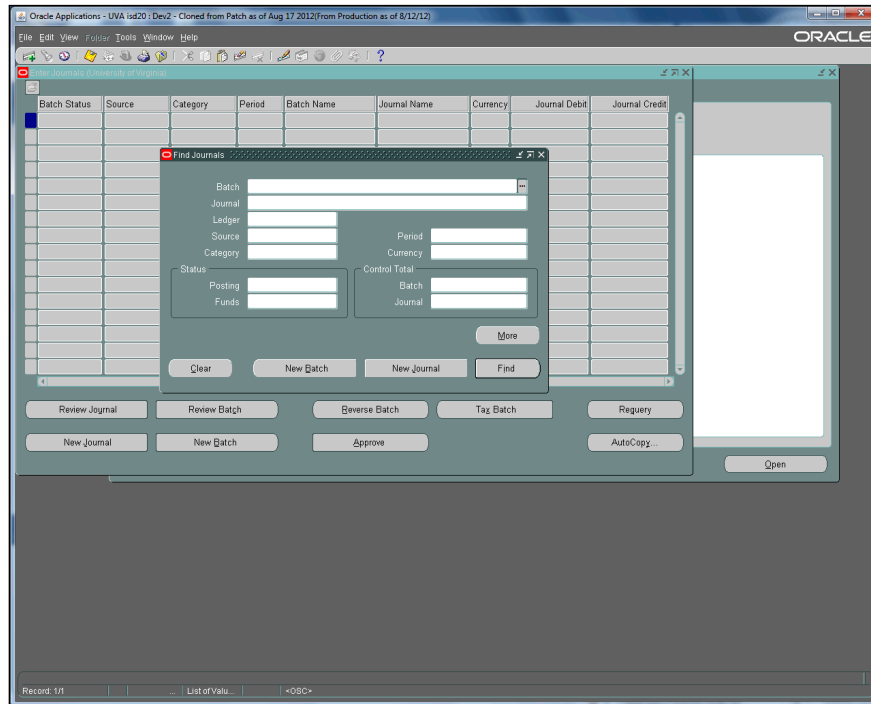 Oracle Applications - UVA isd20 : Dev2 - Cloned from Patch as of Aug 17 2012(From Production as of 8/12/12)
File Edit View Folder Tools Window Help
ORACLE
Enter Journals (University of Virginia)
Batch Status Source Category Period Batch Name Journal Name Currency Journal Debit Journal Credit
Find Journals
Batch
Journal
Ledger
Source Period
Category Currency
Status Control Total
Posting Batch
Funds Journal
More
Clear New Batch New Journal Find
Review Journal Review Batch Reverse Batch Tax Batch Requery
New Journal New Batch Approve AutoCopy...
Open
Record: 1/1 ... List of Valu... <OSC>